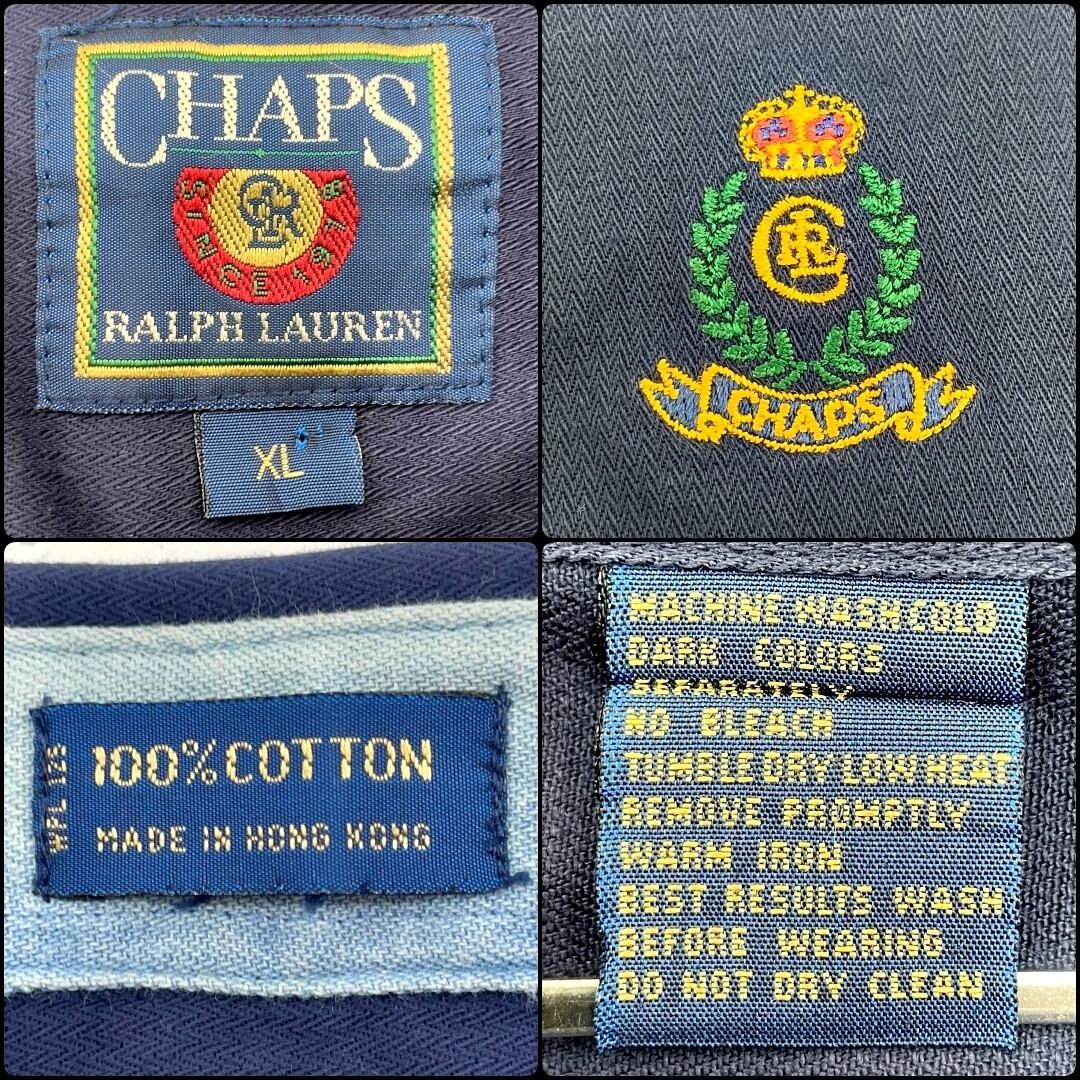 CHAPS
SINCE 1978
RALPH LAUREN
XL
CRL
CHAPS
100% COTTON
MADE IN HONG KONG
MACHINE WASH COLD
DARK COLORS
SEPARATELY
NO BLEACH
TUMBLE DRY LOW HEAT
REMOVE PROMPTLY
WARM IRON
BEST RESULTS WASH
BEFORE WEARING
DO NOT DRY CLEAN